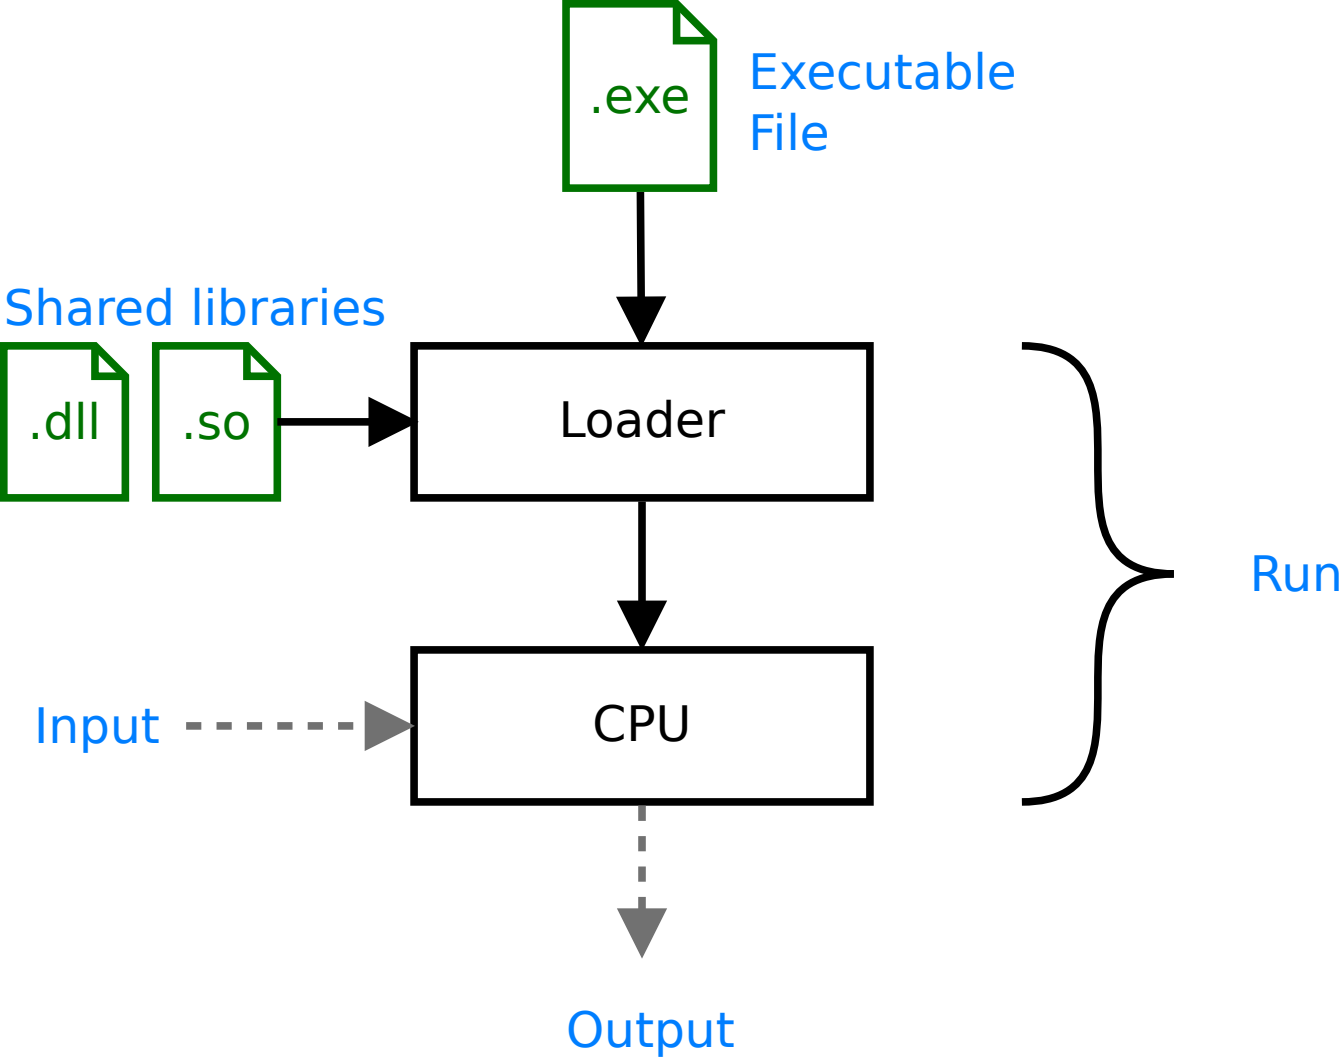 .exe
Executable
File
Shared libraries
.dll
.so
Loader
Run
Input
CPU
Output